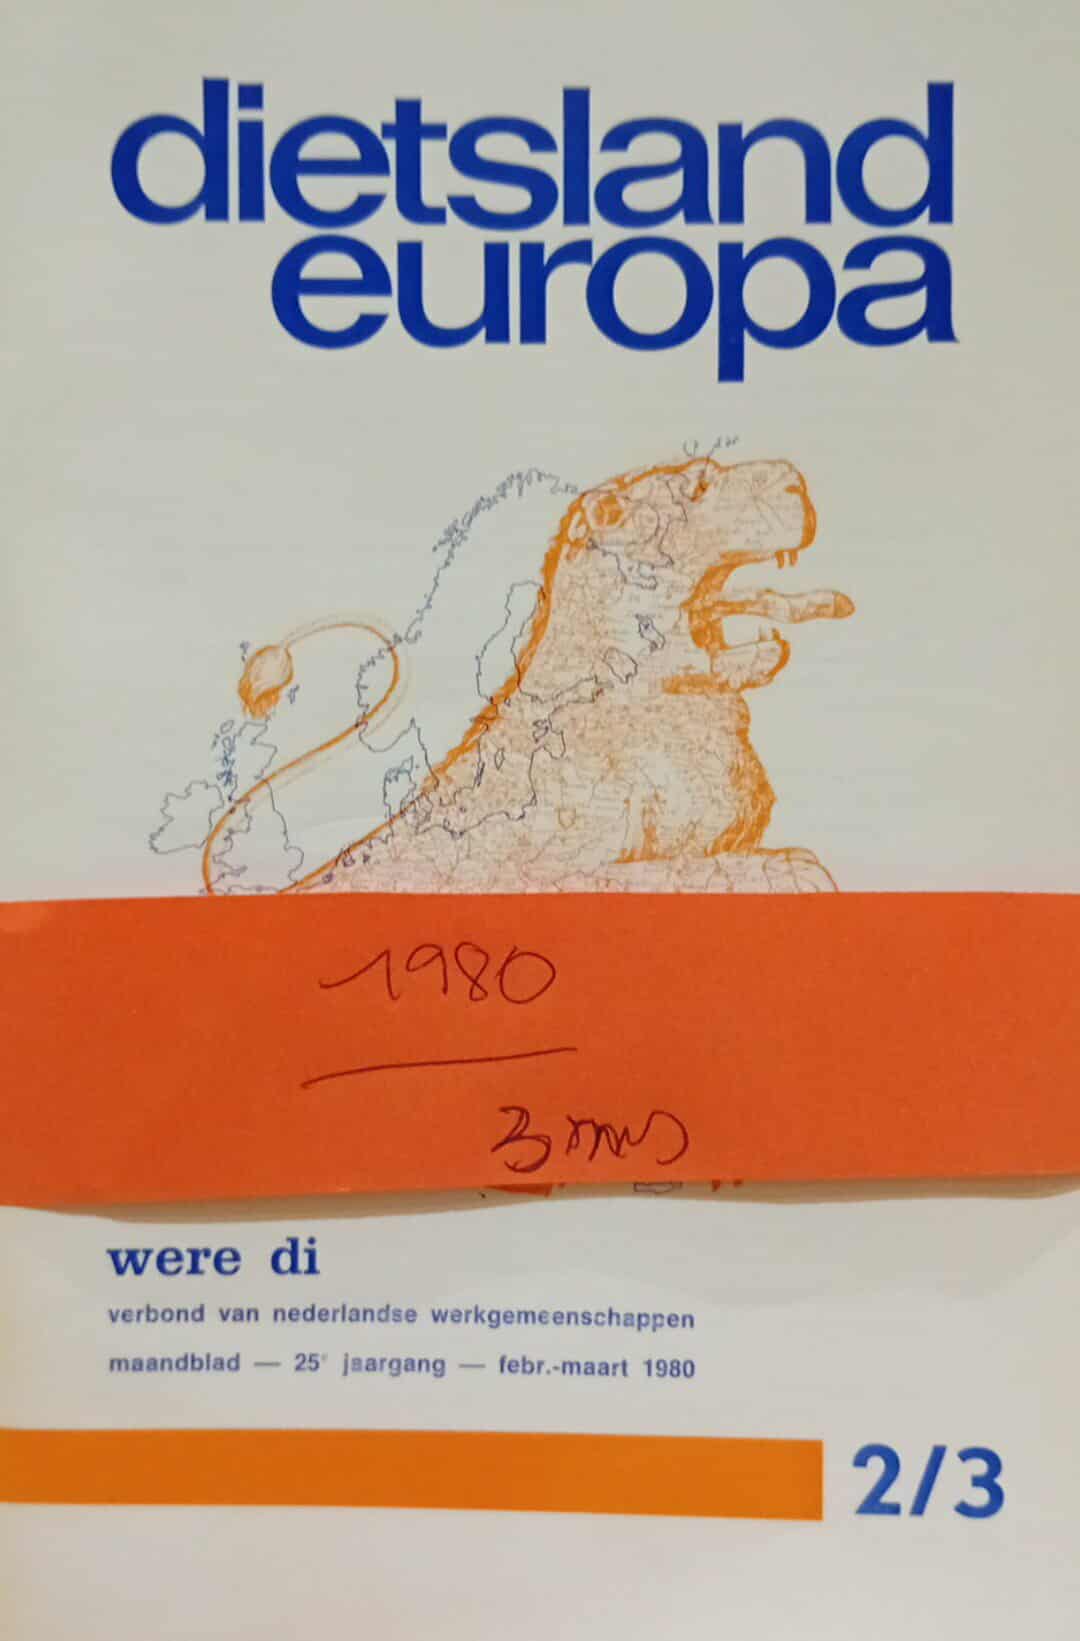 dietsland
europa
1980
were di
verbond van nederlandse werkgemeenschappen
maandblad — 25e jaargang — febr.-maart 1980
2/3